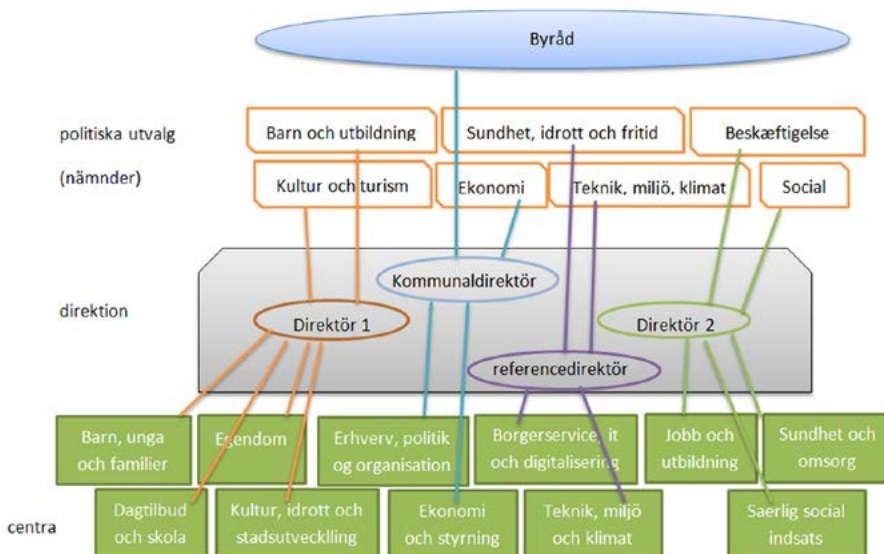 Byråd
politiska utvalg
(nämnder)
Barn och utbildning
Sundhet, idrott och fritid
Beskæftigelse
Kultur och turism
Ekonomi
Teknik, miljö, klimat
Social
direktion
Kommunaldirektör
Direktör 1
Direktör 2
referencedirektör
Barn, unga
och familier
Egendom
Erhverv, politik
og organisation
Borgerservice, it
och digitalisering
Jobb och
utbildning
Sundhet och
omsorg
centra
Dagtilbud
och skola
Kultur, idrott och
stadsutvecklling
Ekonomi
och styrning
Teknik, miljö
och klimat
Saerlig social
indsats